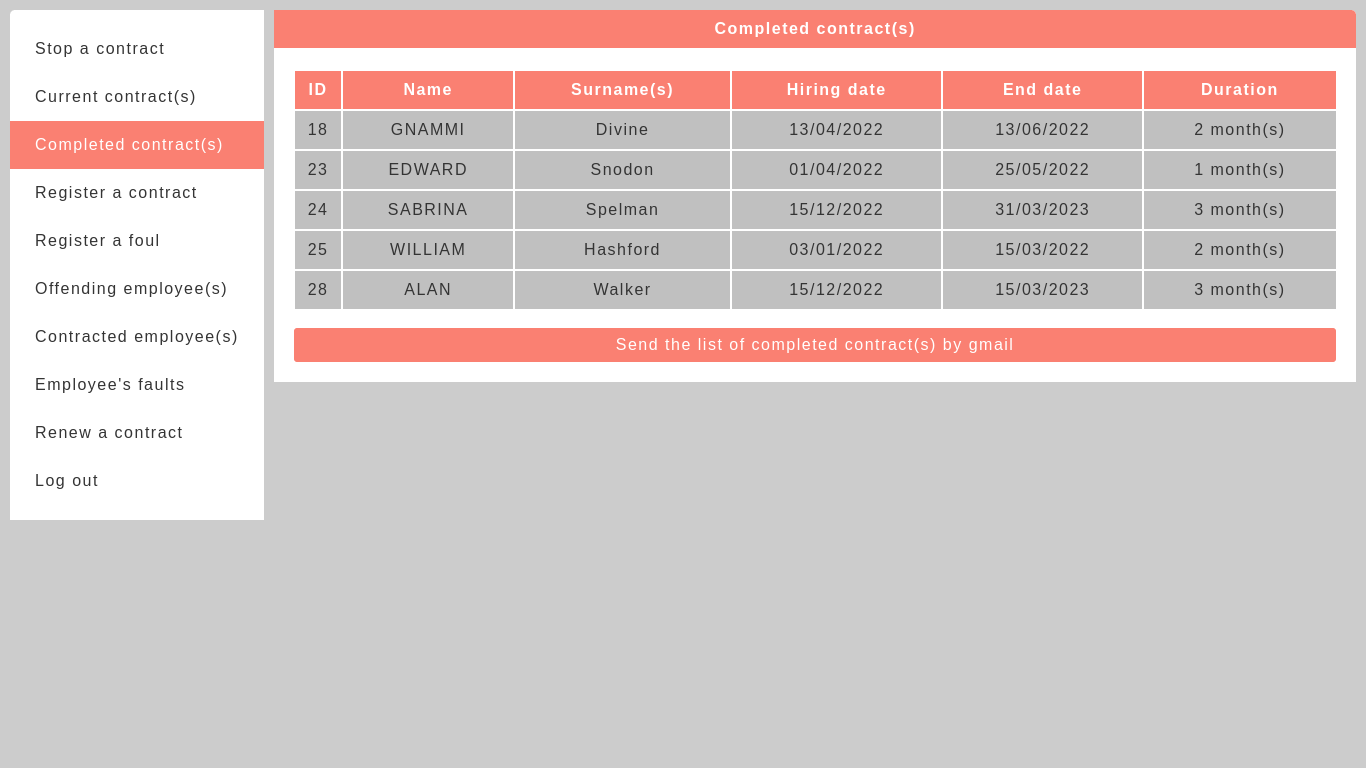 Stop a contract
Current contract(s)
Completed contract(s)
Register a contract
Register a foul
Offending employee(s)
Contracted employee(s)
Employee's faults
Renew a contract
Log out
Completed contract(s)
ID Name Surname(s) Hiring date End date Duration
18 GNAMMI Divine 13/04/2022 13/06/2022 2 month(s)
23 EDWARD Snodon 01/04/2022 25/05/2022 1 month(s)
24 SABRINA Spelman 15/12/2022 31/03/2023 3 month(s)
25 WILLIAM Hashford 03/01/2022 15/03/2022 2 month(s)
28 ALAN Walker 15/12/2022 15/03/2023 3 month(s)
Send the list of completed contract(s) by gmail